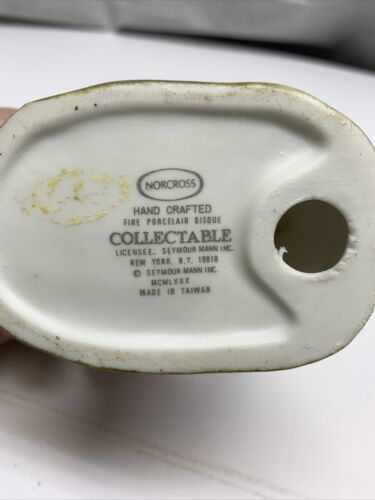 NORCROSS
HAND CRAFTED
FINE PORCELAIN BISQUE
COLLECTABLE
LICENSEE, SEYMOUR MANN INC.
NEW YORK, N.Y. 10010
© SEYMOUR MANN INC.
MCMLXXX
MADE IN TAIWAN